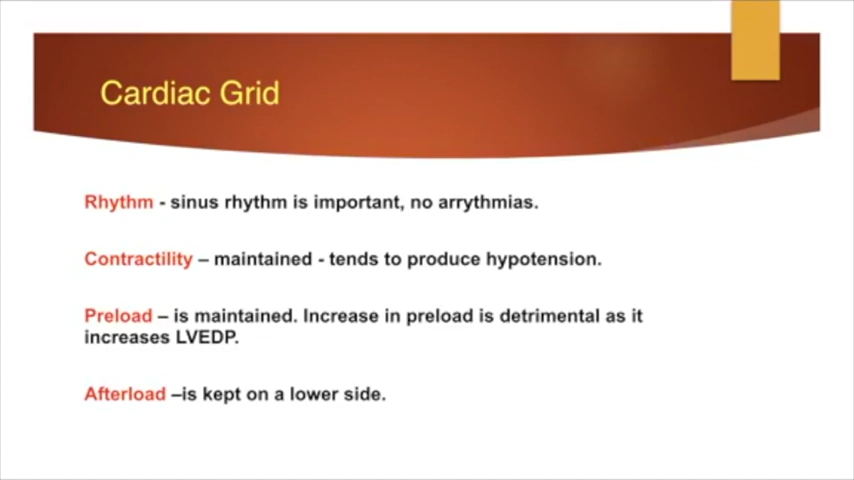 Cardiac Grid
Rhythm - sinus rhythm is important, no arrythmias.
Contractility – maintained - tends to produce hypotension.
Preload – is maintained. Increase in preload is detrimental as it
increases LVEDP.
Afterload –is kept on a lower side.